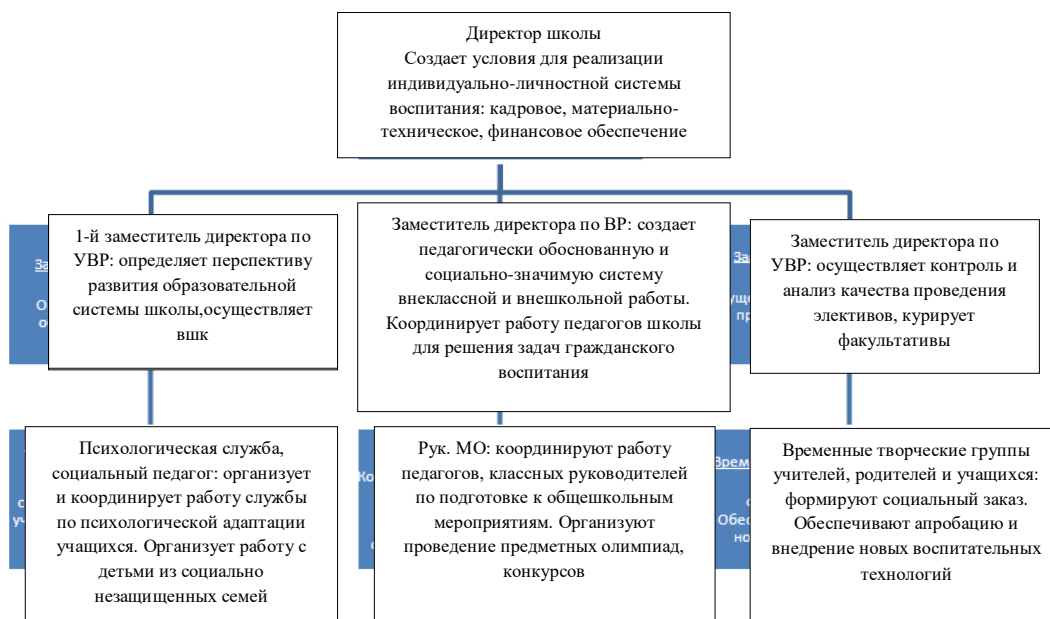 Директор школы
Создает условия для реализации
индивидуально-личностной системы
воспитания: кадровое, материально-
техническое, финансовое обеспечение
1-й заместитель директора по
УВР: определяет перспективу
развития образовательной
системы школы,осуществляет
вшк
Заместитель директора по ВР: создает
педагогически обоснованную и
социально-значимую систему
внеклассной и внешкольной работы.
Координирует работу педагогов школы
для решения задач гражданского
воспитания
Заместитель директора по
УВР: осуществляет контроль и
анализ качества проведения
элективов, курирует
факультативы
Психологическая служба,
социальный педагог: организует
и координирует работу службы
по психологической адаптации
учащихся. Организует работу с
детьми из социально
незащищенных семей
Рук. МО: координируют работу
педагогов, классных руководителей
по подготовке к общешкольным
мероприятиям. Организуют
проведение предметных олимпиад,
конкурсов
Временные творческие группы
учителей, родителей и учащихся:
формируют социальный заказ.
Обеспечивают апробацию и
внедрение новых воспитательных
технологий